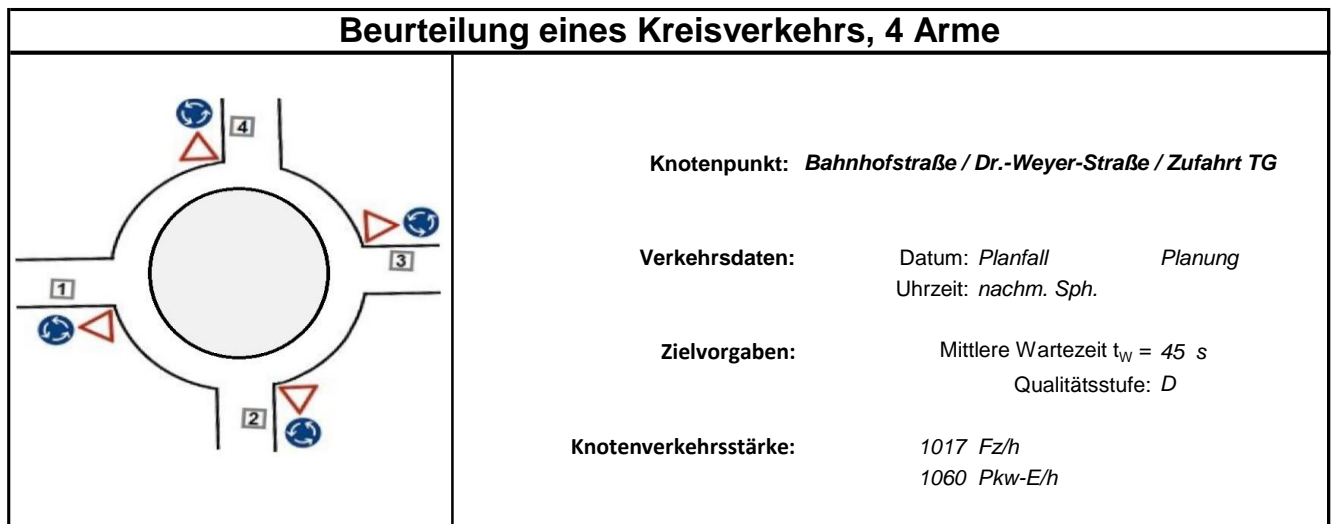 Beurteilung eines Kreisverkehrs, 4 Arme
4
3
1
2
Knotenpunkt: Bahnhofstraße / Dr.-Weyer-Straße / Zufahrt TG
Verkehrsdaten: Datum: Planfall Planung
Uhrzeit: nachm. Sph.
Zielvorgaben: Mittlere Wartezeit tW = 45 s
Qualitätsstufe: D
Knotenverkehrsstärke: 1017 Fz/h
1060 Pkw-E/h